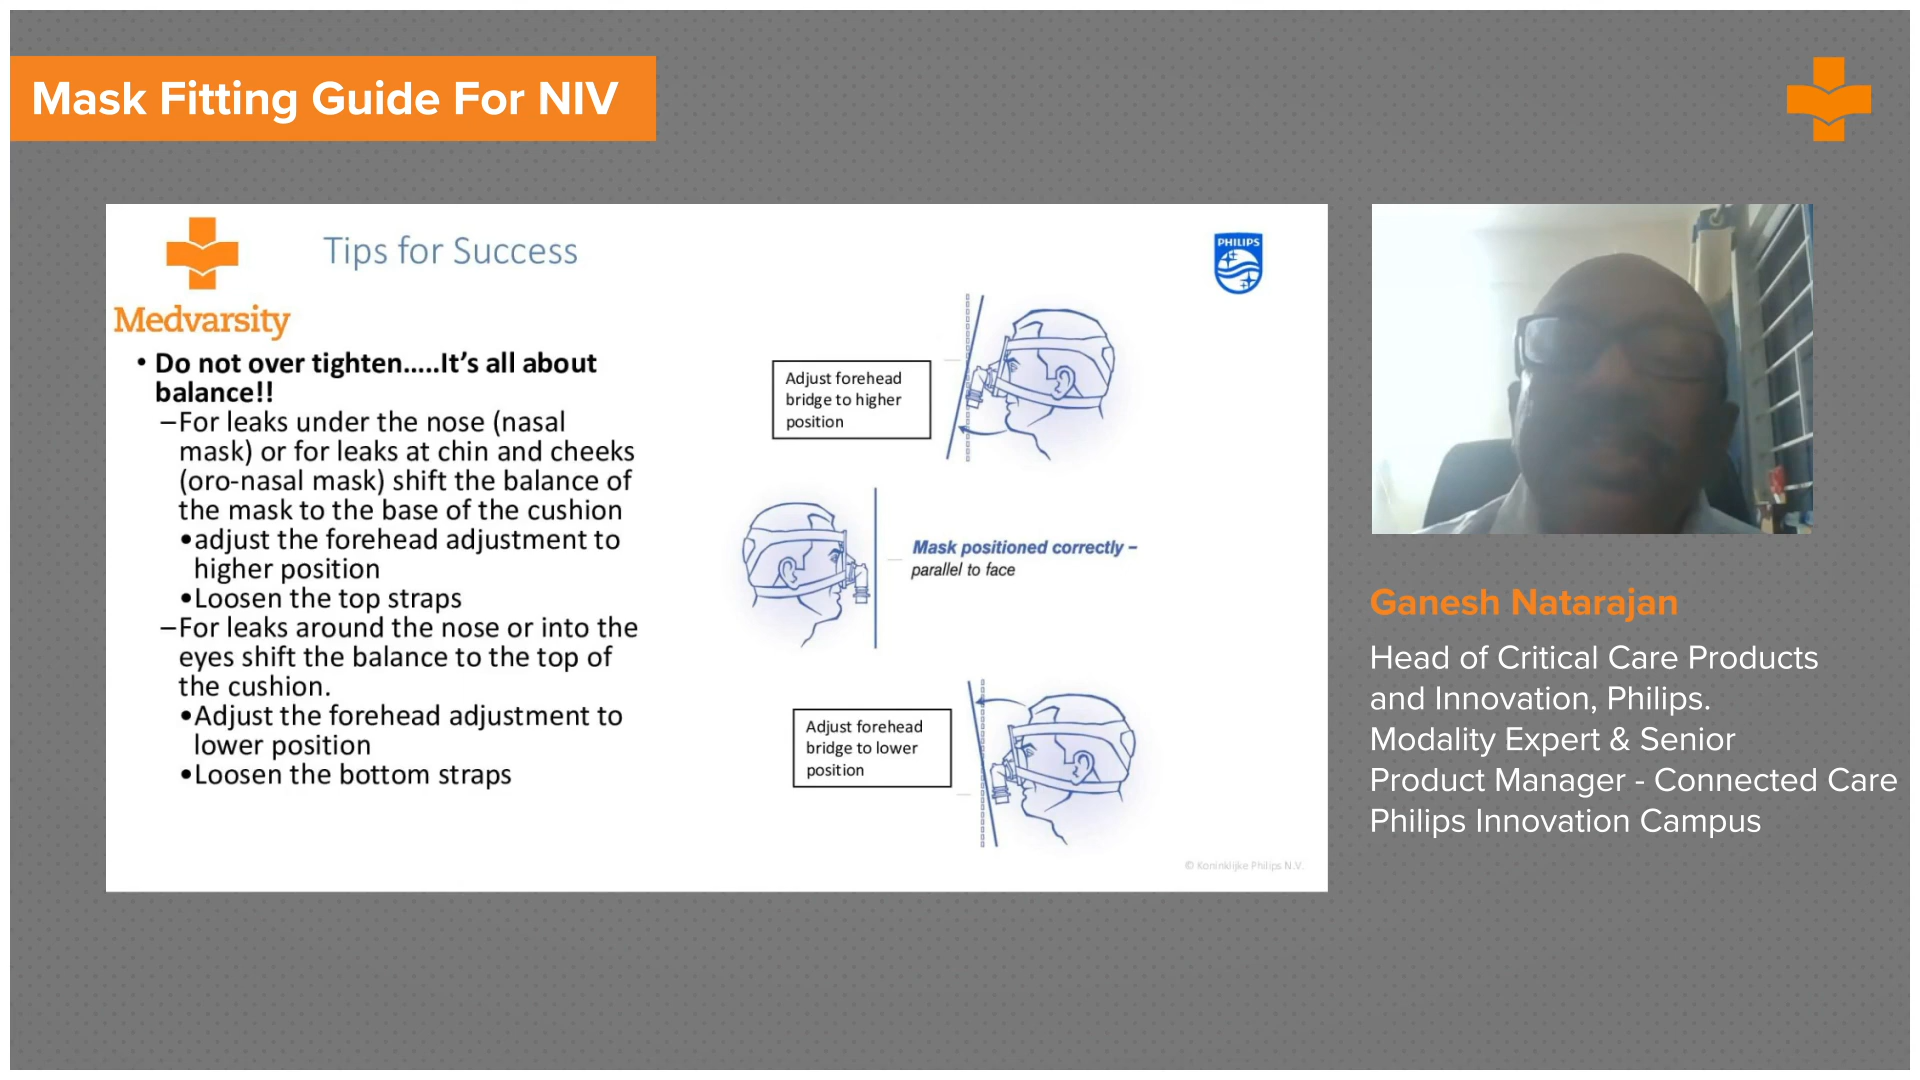 Mask Fitting Guide For NIV
Medvarsity
Tips for Success
PHILIPS
• Do not over tighten.....It's all about
balance!!
–For leaks under the nose (nasal
mask) or for leaks at chin and cheeks
(oro-nasal mask) shift the balance of
the mask to the base of the cushion
•adjust the forehead adjustment to
higher position
•Loosen the top straps
–For leaks around the nose or into the
eyes shift the balance to the top of
the cushion.
•Adjust the forehead adjustment to
lower position
•Loosen the bottom straps
Adjust forehead
bridge to higher
position
Mask positioned correctly –
parallel to face
Adjust forehead
bridge to lower
position
© Koninklijke Philips N.V.
Ganesh Natarajan
Head of Critical Care Products
and Innovation, Philips.
Modality Expert & Senior
Product Manager - Connected Care
Philips Innovation Campus